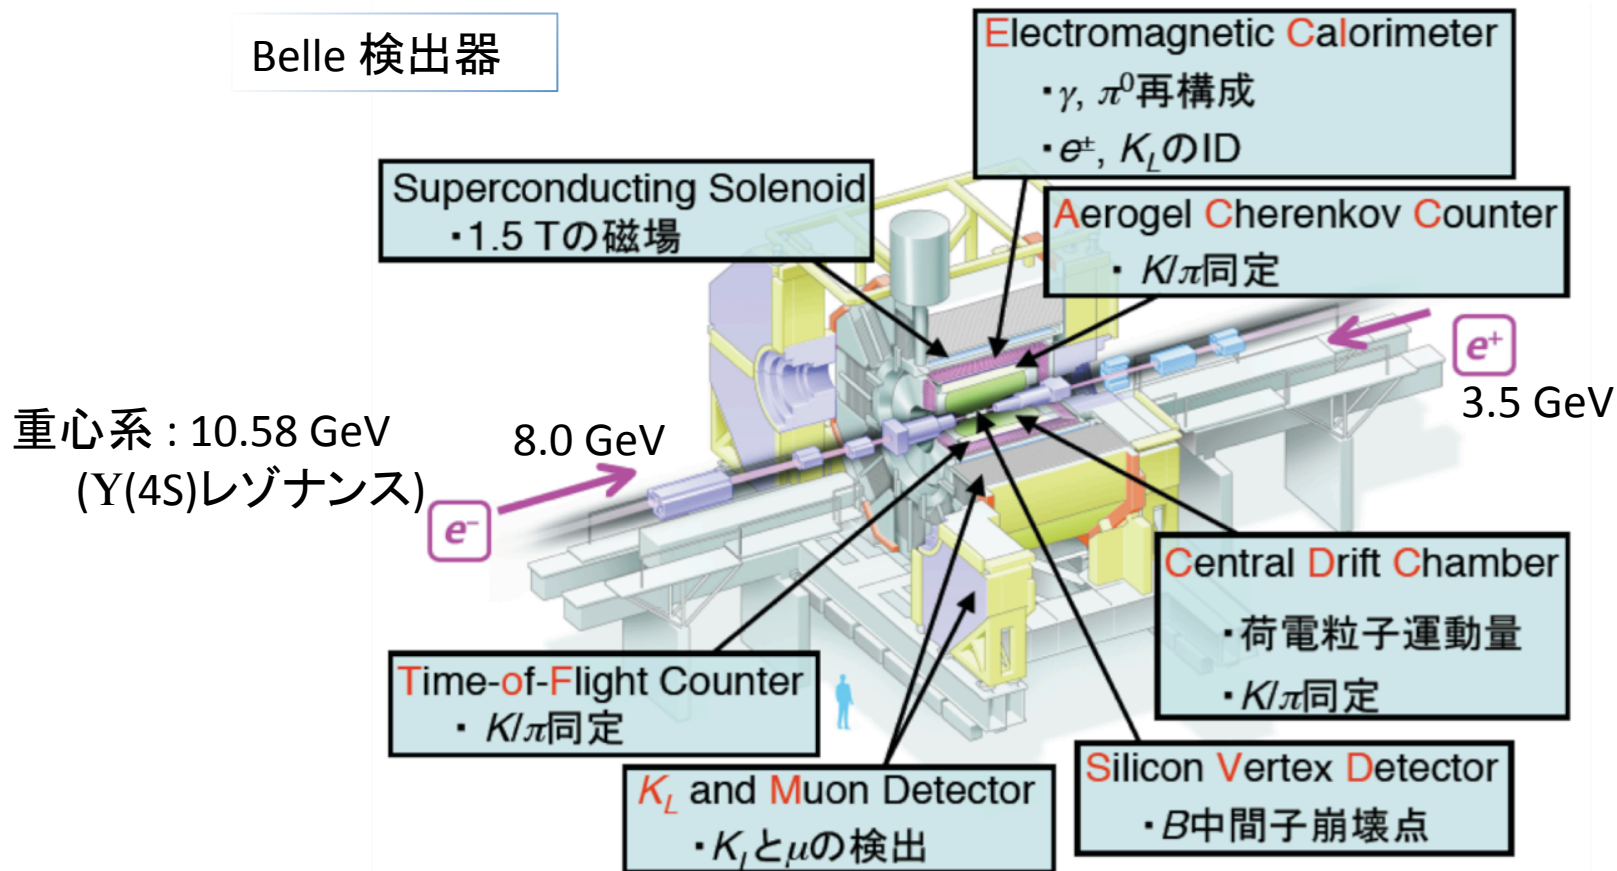 Belle 検出器
Electromagnetic Calorimeter
・γ, π⁰再構成
・e±, K_LのID
Superconducting Solenoid
・1.5 Tの磁場
Aerogel Cherenkov Counter
・ K/π同定
e⁺
3.5 GeV
重心系 : 10.58 GeV
(Υ(4S)レゾナンス)
8.0 GeV
e⁻
Central Drift Chamber
・荷電粒子運動量
・K/π同定
Time-of-Flight Counter
・ K/π同定
K_L and Muon Detector
・K_Lとμの検出
Silicon Vertex Detector
・B中間子崩壊点